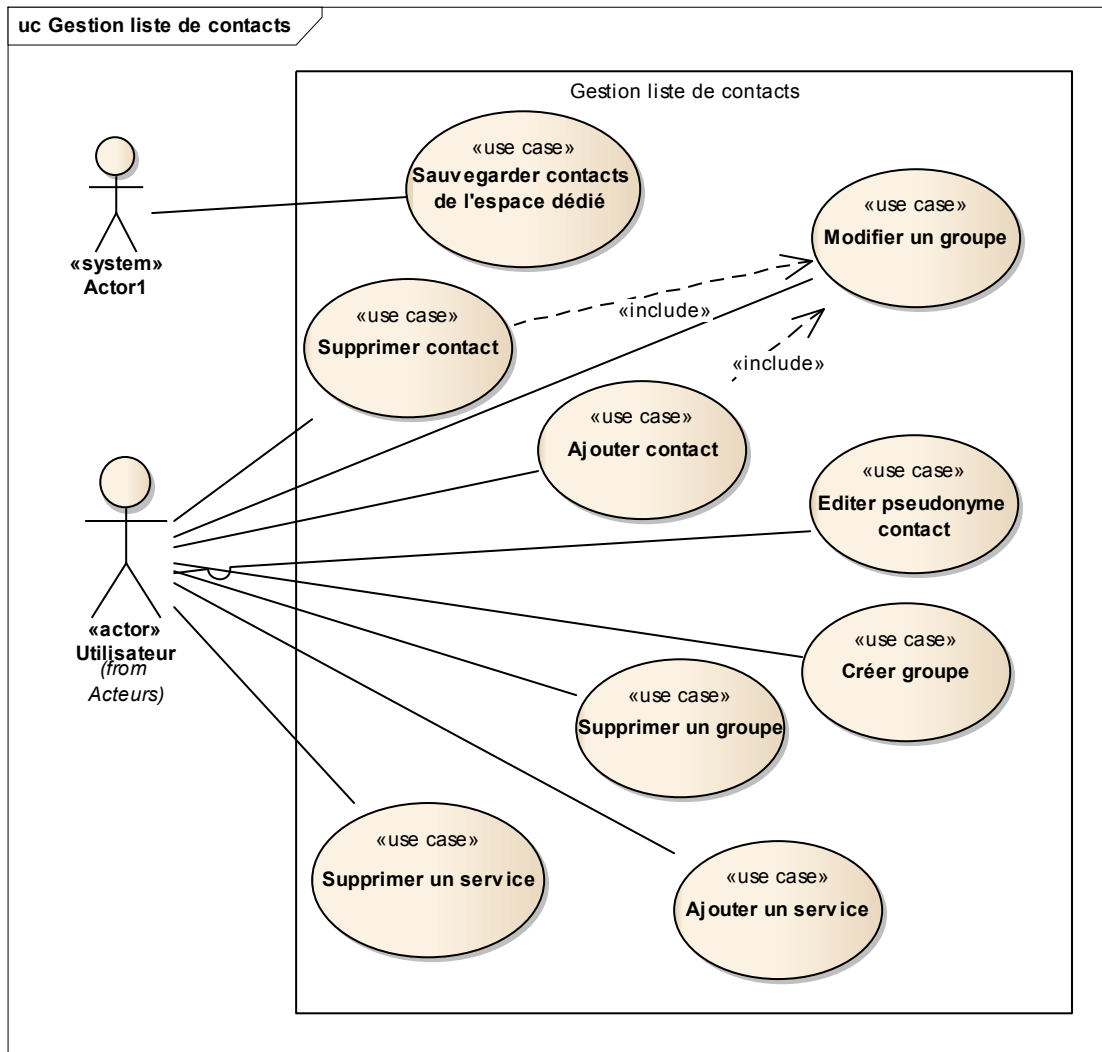 uc Gestion liste de contacts
Gestion liste de contacts
«use case»
Sauvegarder contacts
de l'espace dédié
«use case»
Modifier un groupe
«system»
Actor1
«include»
«use case»
Supprimer contact
«include»
«use case»
Ajouter contact
«use case»
Editer pseudonyme
contact
«actor»
Utilisateur
(from
Acteurs)
«use case»
Créer groupe
«use case»
Supprimer un groupe
«use case»
Supprimer un service
«use case»
Ajouter un service